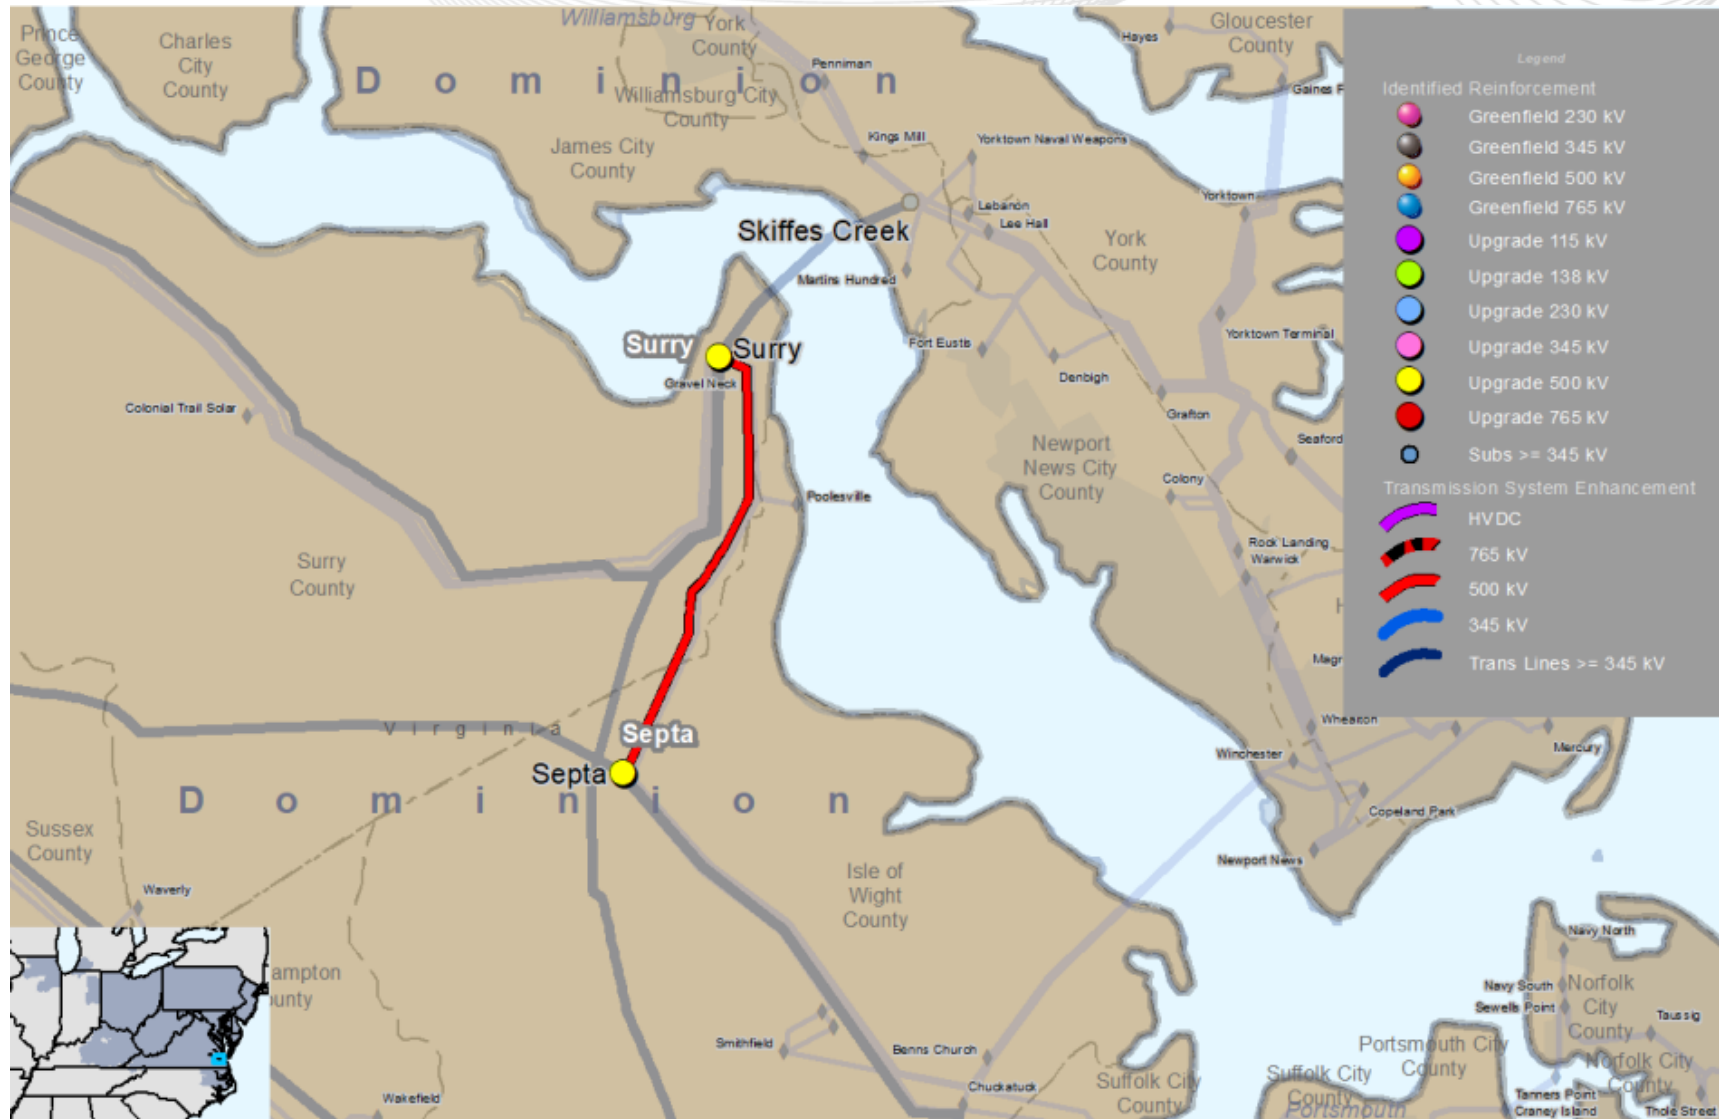 Prince
George
County
Charles
City
County
Williamsburg
York
County
Gloucester
County
Hayes
Penniman
Dominion
Williamsburg City
County
James City
County
Kings Mill
Yorktown Naval Weapons
Yorktown
Lebanon
Lee Hall
Skiffes Creek
York
County
Martins Hundred
Surry
Surry
Gravel Neck
Fort Eustis
Yorktown Terminal
Denbigh
Colonial Trail Solar
Grafton
Seaford
Newport
News City
County
Colony
Poolesville
Rock Landing
Warwick
Surry
County
Virginia
Septa
Septa
Dominion
Whealton
Winchester
Mercury
Copeland Park
Newport News
Sussex
County
Waverly
Isle of
Wight
County
Navy North
Navy South
Sewells Point
Norfolk
City
County
Taussig
Smithfield
Benns Church
Chuckatuck
Wakefield
Portsmouth City
County
Suffolk City
County
Suffolk City
County
Portsmouth
Norfolk City
County
Tanners Point
Craney Island
Thole Street
Legend
Identified Reinforcement
Greenfield 230 kV
Greenfield 345 kV
Greenfield 500 kV
Greenfield 765 kV
Upgrade 115 kV
Upgrade 138 kV
Upgrade 230 kV
Upgrade 345 kV
Upgrade 500 kV
Upgrade 765 kV
Subs >= 345 kV
Transmission System Enhancement
HVDC
765 kV
500 kV
345 kV
Trans Lines >= 345 kV